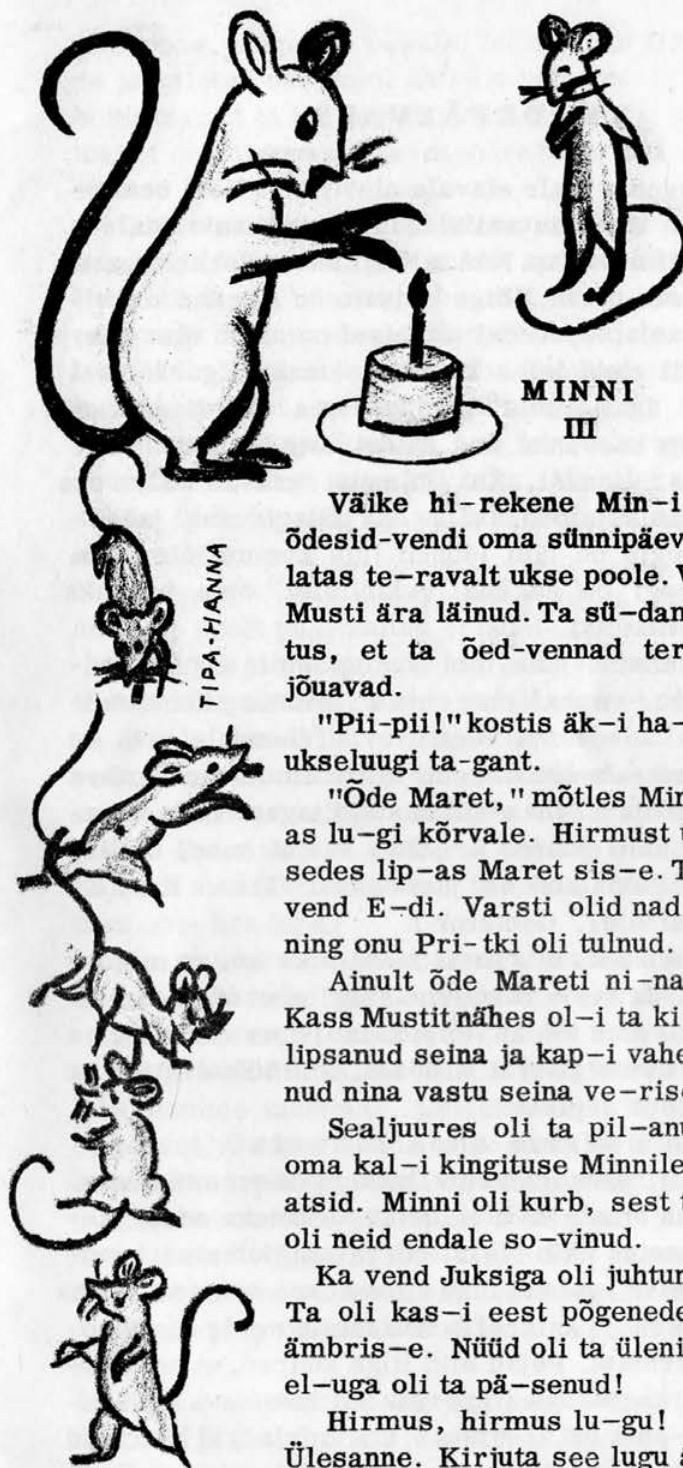 MINNI
III
TIPA-HANNA
Väike hi-rekene Min-i
õdesid-vendi oma sünnipäev
latas te-ravalt ukse poole.
Musti ära läinud. Ta sü-dam
tus, et ta õed-vennad ter
jõuavad.
"Pii-pii!" kostis äk-i ha-
ukseluugi ta-gant.
"Õde Maret," mõtles Min
as lu-gi kõrvale. Hirmust
sedes lip-as Maret sis-e. T
vend E-di. Varsti olid nad
ning onu Pri-tki oli tulnud.
Ainult õde Mareti ni-na
Kass Mustit nähes ol-i ta ki
lipsanud seina ja kap-i vahe
nud nina vastu seina ve-rise
Sealjuures oli ta pil-anu
oma kal-i kingituse Minnile
atsid. Minni oli kurb, sest t
oli neid endale so-vinud.
Ka vend Juksiga oli juhtun
Ta oli kas-i eest põgenede
ämbris-e. Nüüd oli ta üleni
el-uga oli ta pä-senud!
Hirmus, hirmus lu-gu!
Ülesanne. Kirjuta see lugu ä